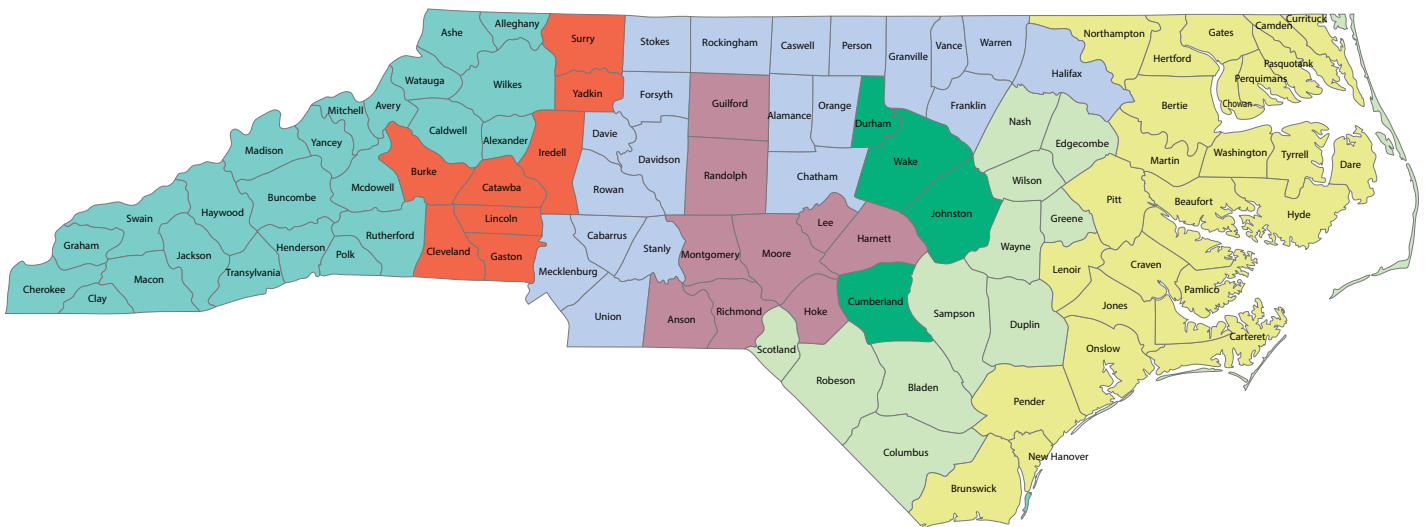 Ashe
Alleghany
Surry
Stokes
Rockingham
Caswell
Person
Granville
Vance
Warren
Northampton
Gates
Camden
Currituck
Hertford
Pasquotank
Perquimans
Chowan
Halifax
Bertie
Watauga
Wilkes
Yadkin
Forsyth
Guilford
Alamance
Orange
Durham
Franklin
Nash
Edgecombe
Martin
Washington
Tyrrell
Dare
Mitchell
Avery
Caldwell
Alexander
Iredell
Davie
Davidson
Randolph
Chatham
Wake
Wilson
Pitt
Beaufort
Hyde
Madison
Yancey
Burke
Catawba
Rowan
Mcdowell
Buncombe
Haywood
Swain
Graham
Cherokee
Clay
Macon
Jackson
Transylvania
Henderson
Polk
Rutherford
Cleveland
Lincoln
Gaston
Mecklenburg
Cabarrus
Stanly
Union
Anson
Montgomery
Richmond
Moore
Lee
Harnett
Hoke
Scotland
Cumberland
Johnston
Wayne
Greene
Lenoir
Craven
Pamlico
Jones
Carteret
Onslow
Duplin
Sampson
Robeson
Bladen
Columbus
Pender
New Hanover
Brunswick